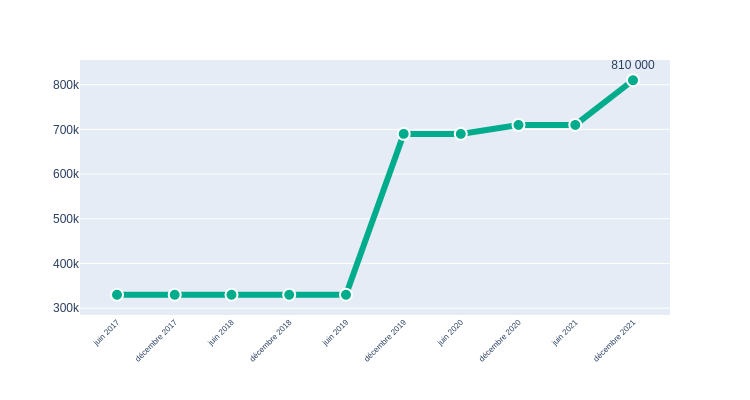 810 000
800k
700k
600k
500k
400k
300k
juin 2017
décembre 2017
juin 2018
décembre 2018
juin 2019
décembre 2019
juin 2020
décembre 2020
juin 2021
décembre 2021